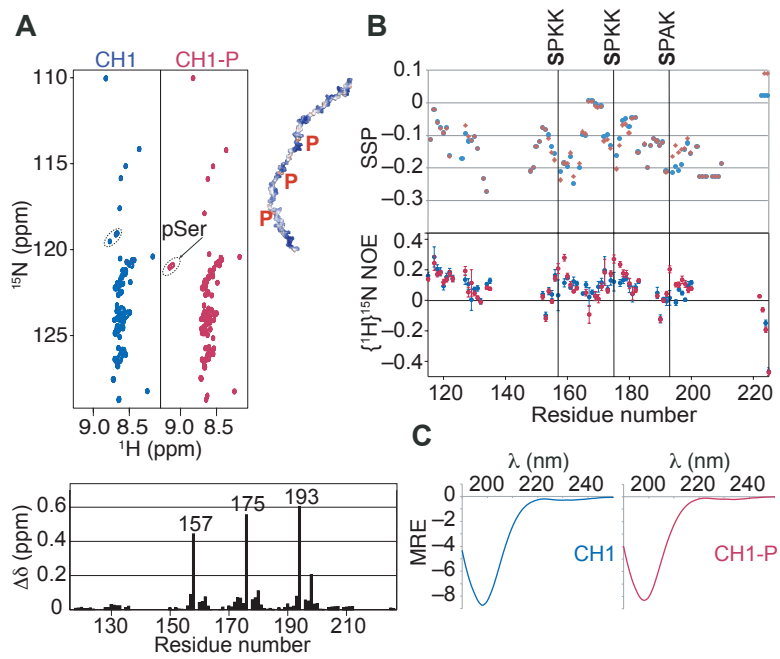 A
CH1
CH1-P
110
115
120
125
15N (ppm)
pSer
9.0 8.5 9.0 8.5
1H (ppm)
P
P
P
0.6
0.4
0.2
0
Δδ (ppm)
157
175
193
130 150 170 190 210
Residue number
B
SPKK
SPKK
SPAK
0.1
0
−0.1
−0.2
−0.3
SSP
0.4
0.2
0
−0.2
−0.4
{1H}15N NOE
120 140 160 180 200 220
Residue number
C
λ (nm)
200 220 240
λ (nm)
200 220 240
0
−2
−4
−6
−8
MRE
CH1
CH1-P